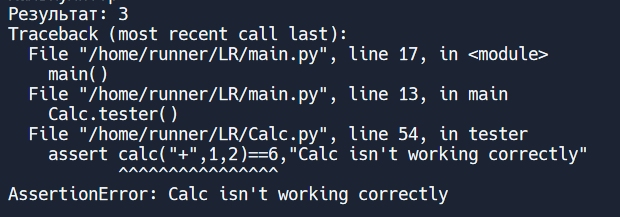 Результат: 3
Traceback (most recent call last):
  File "/home/runner/LR/main.py", line 17, in <module>
    main()
  File "/home/runner/LR/main.py", line 13, in main
    Calc.tester()
  File "/home/runner/LR/Calc.py", line 54, in tester
    assert calc("+",1,2)==6,"Calc isn't working correctly"
           ^^^^^^^^^^^^^^^^
AssertionError: Calc isn't working correctly